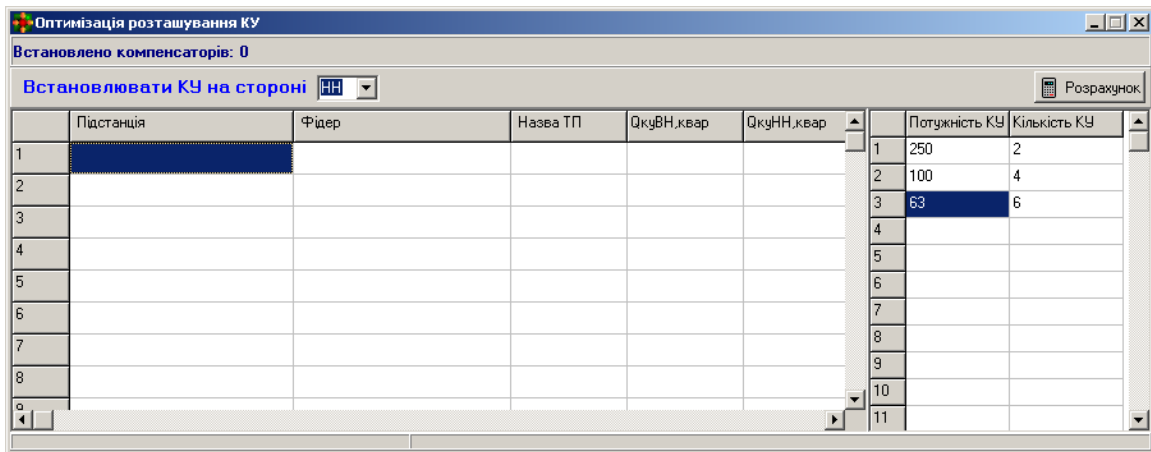 Оптимізація розташування КУ
Встановлено компенсаторів: 0
Встановлювати КУ на стороні НН Розрахунок
Підстанція Фідер Назва ТП QкуВН,квар QкуНН,квар Потужність КУ Кількість КУ
1 1 250 2
2 2 100 4
3 3 63 6
4 4
5 5
6 6
7 7
8 8
9 9
10
11